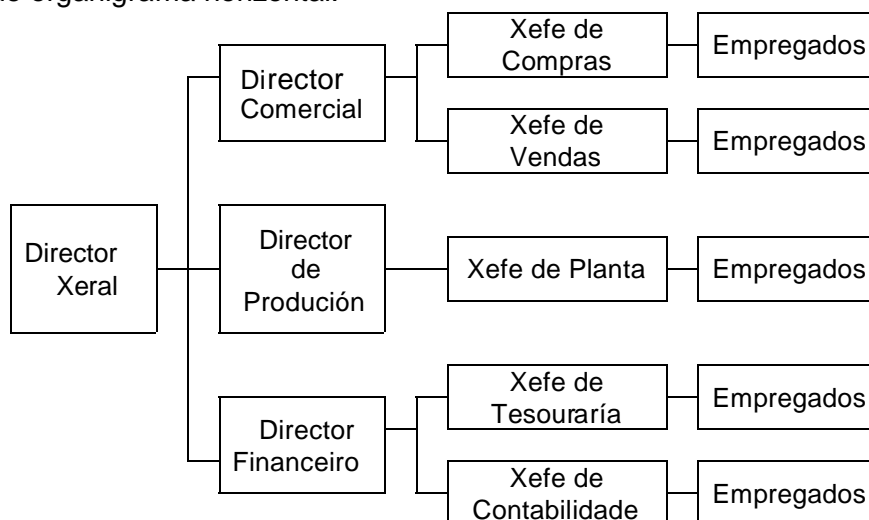 organigrama horizontal:
Xefe de
Compras
Empregados
Director
Comercial
Xefe de
Vendas
Empregados
Director
Xeral
Director
de
Produción
Xefe de Planta
Empregados
Xefe de
Tesouraría
Empregados
Director
Financeiro
Xefe de
Contabilidade
Empregados